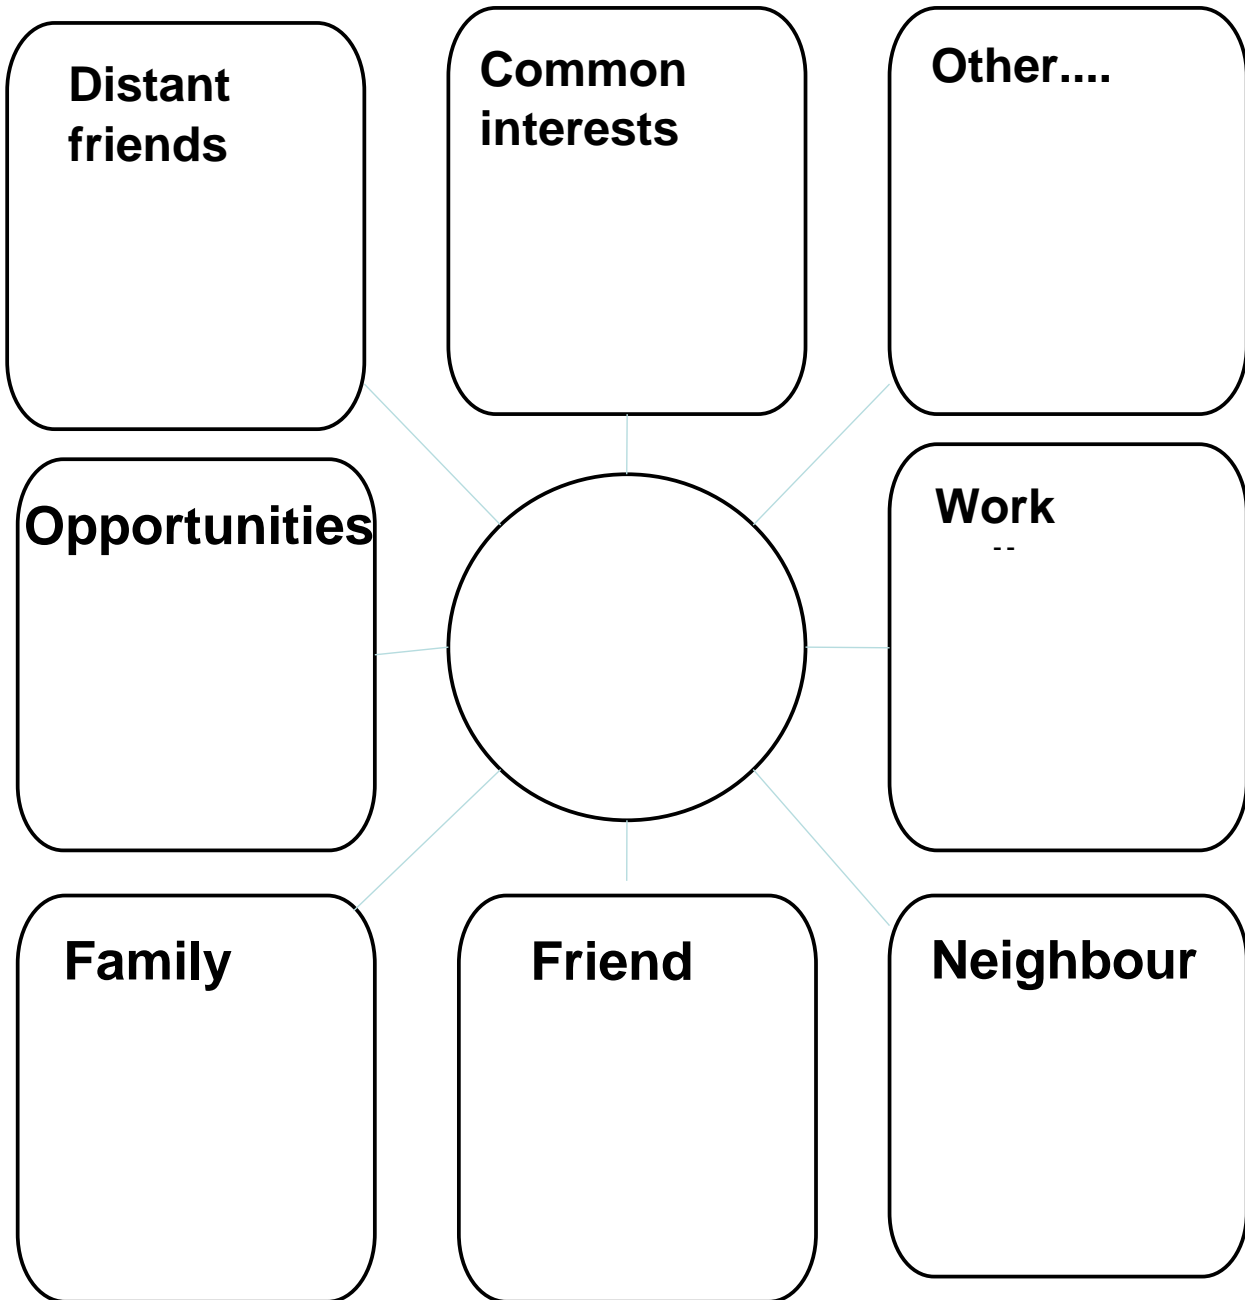 Distant
friends
Common
interests
Other....
Opportunities
Work
--
Family
Friend
Neighbour